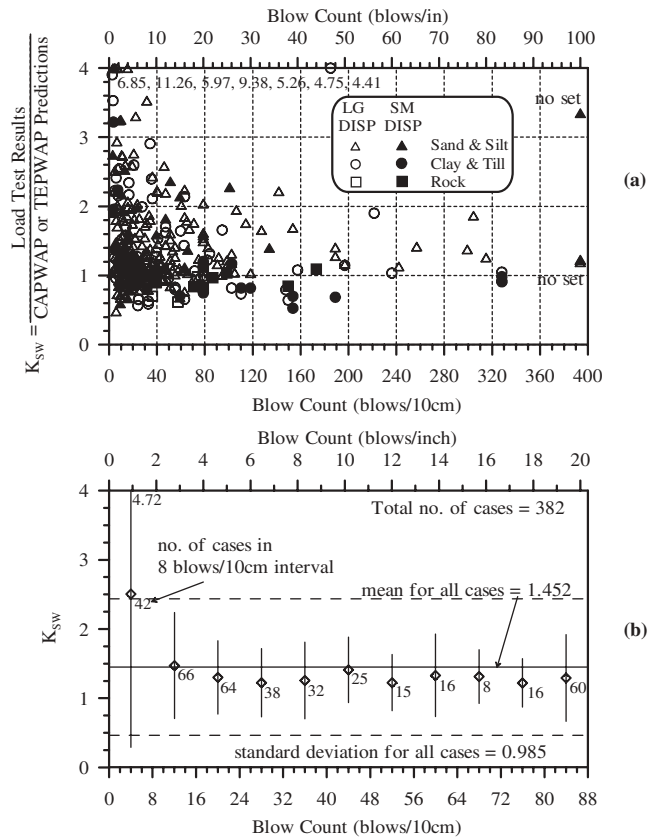 Blow Count (blows/in)
0 10 20 30 40 50 60 70 80 90 100
K_SW = Load Test Results
CAPWAP or TEPWAP Predictions
4
3
2
1
0
6.85, 11.26, 5.97, 9.38, 5.26, 4.75, 4.41
no set
LG SM
DISP DISP
Sand & Silt
Clay & Till
Rock
(a)
no set
0 40 80 120 160 200 240 280 320 360 400
Blow Count (blows/10cm)
Blow Count (blows/inch)
0 2 4 6 8 10 12 14 16 18 20
K_SW
4
3
2
1
0
4.72
Total no. of cases = 382
no. of cases in
8 blows/10cm interval
mean for all cases = 1.452
42
66 64 38 32 25 15 16 8 16 60
(b)
standard deviation for all cases = 0.985
0 8 16 24 32 40 48 56 64 72 80 88
Blow Count (blows/10cm)